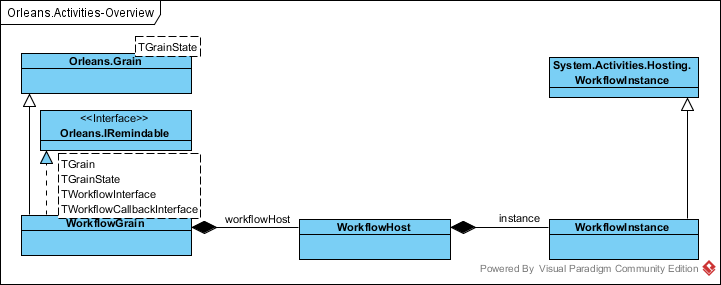 Orleans.Activities-Overview
TGrainState
Orleans.Grain
System.Activities.Hosting.
WorkflowInstance
<<Interface>>
Orleans.IRemindable
TGrain
TGrainState
TWorkflowInterface
TWorkflowCallbackInterface
WorkflowGrain
workflowHost
WorkflowHost
instance
WorkflowInstance
Powered By Visual Paradigm Community Edition